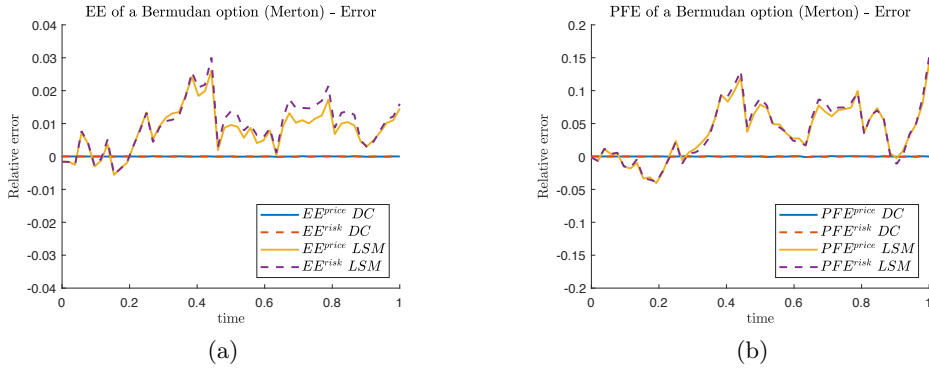 EE of a Bermudan option (Merton) - Error
0.04
0.03
0.02
0.01
0
-0.01
-0.02
-0.03
-0.04
Relative error
EE^price DC
EE^risk DC
EE^price LSM
EE^risk LSM
0 0.2 0.4 0.6 0.8 1
time
(a)
PFE of a Bermudan option (Merton) - Error
0.2
0.15
0.1
0.05
0
-0.05
-0.1
-0.15
-0.2
Relative error
PFE^price DC
PFE^risk DC
PFE^price LSM
PFE^risk LSM
0 0.2 0.4 0.6 0.8 1
time
(b)